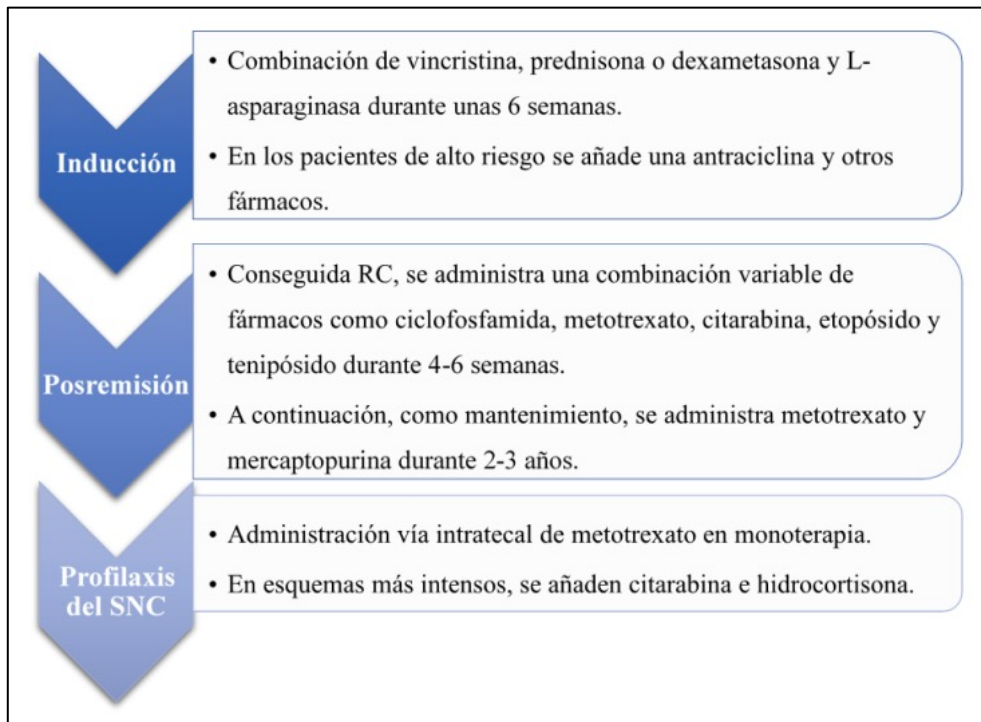 Inducción
• Combinación de vincristina, prednisona o dexametasona y L-
asparaginasa durante unas 6 semanas.
• En los pacientes de alto riesgo se añade una antraciclina y otros
fármacos.
Posremisión
• Conseguida RC, se administra una combinación variable de
fármacos como ciclofosfamida, metotrexato, citarabina, etopósido y
tenipósido durante 4-6 semanas.
• A continuación, como mantenimiento, se administra metotrexato y
mercaptopurina durante 2-3 años.
Profilaxis
del SNC
• Administración vía intratecal de metotrexato en monoterapia.
• En esquemas más intensos, se añaden citarabina e hidrocortisona.